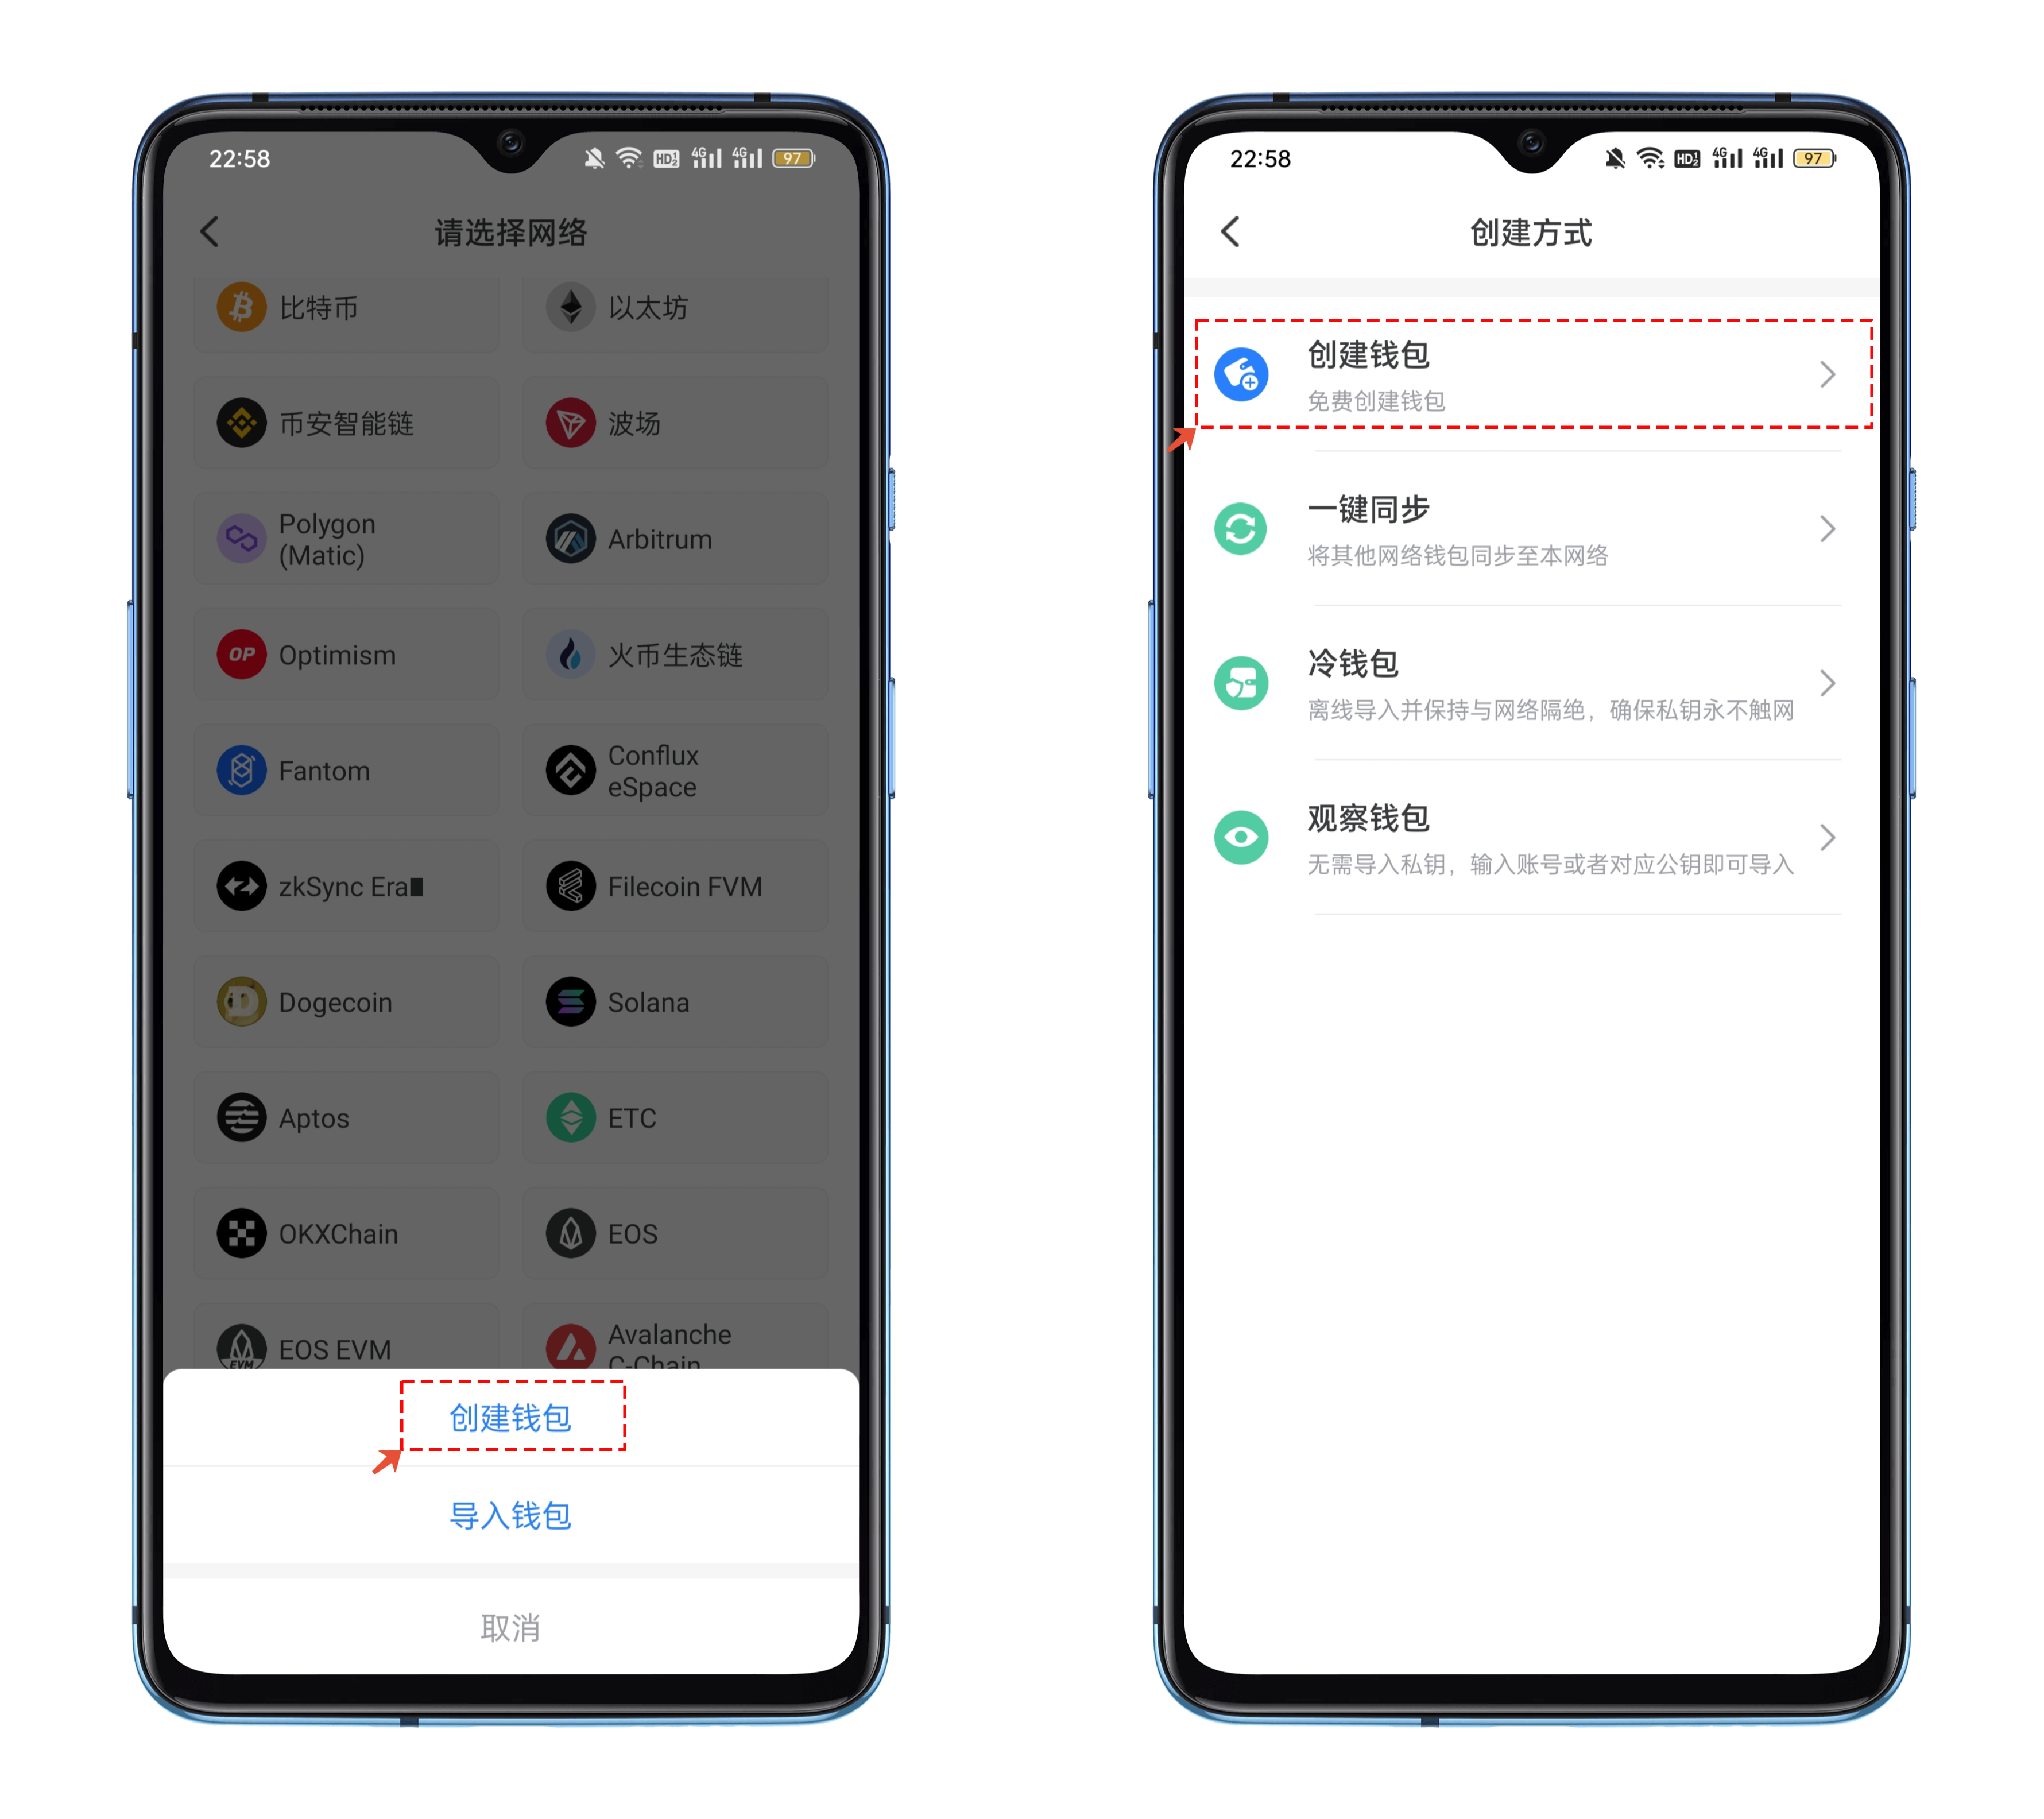 22:58
HD1 2 4G 4G 97
请选择网络
比特币
以太坊
币安智能链
波场
Polygon
(Matic)
Arbitrum
OP
Optimism
火币生态链
Fantom
Conflux
eSpace
zkSync Era
Filecoin FVM
Dogecoin
Solana
Aptos
ETC
OKXChain
EOS
EVM
EOS EVM
Avalanche
C-Chain
创建钱包
导入钱包
取消
22:58
HD1 2 4G 4G 97
创建方式
创建钱包
免费创建钱包
一键同步
将其他网络钱包同步至本网络
冷钱包
离线导入并保持与网络隔绝，确保私钥永不触网
观察钱包
无需导入私钥，输入账号或者对应公钥即可导入